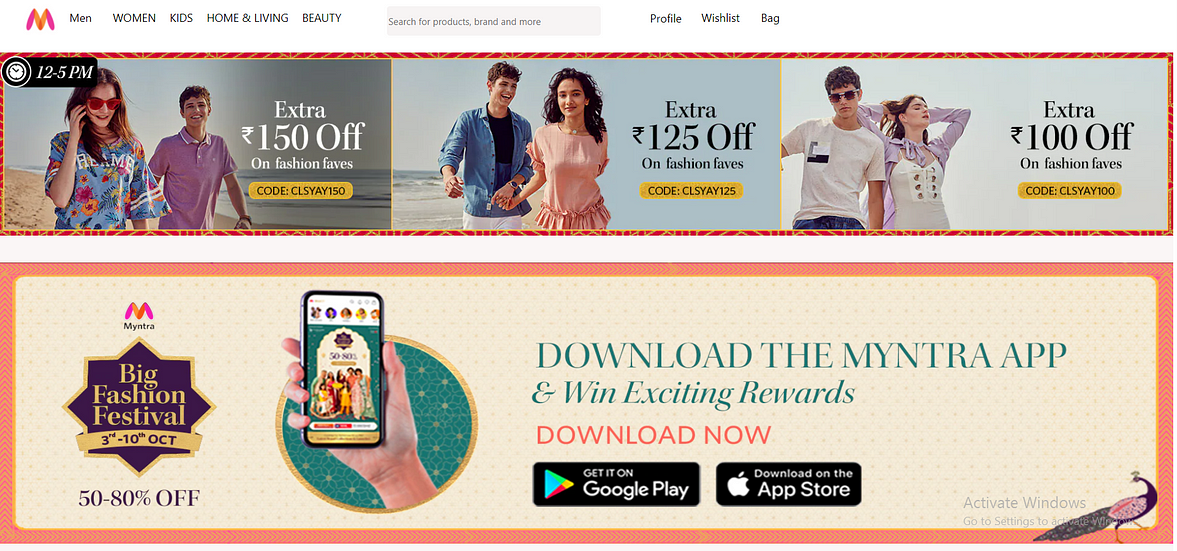 Men WOMEN KIDS HOME & LIVING BEAUTY Search for products, brand and more Profile Wishlist Bag
12-5 PM
Extra
₹150 Off
On fashion faves
CODE: CLSYAY150
Extra
₹125 Off
On fashion faves
CODE: CLSYAY125
Extra
₹100 Off
On fashion faves
CODE: CLSYAY100
Myntra
Big
Fashion
Festival
3rd-10th OCT
50-80% OFF
50-80%
DOWNLOAD THE MYNTRA APP
& Win Exciting Rewards
DOWNLOAD NOW
GET IT ON
Google Play
Download on the
App Store
Activate Windows
Go to Settings to activate Windows